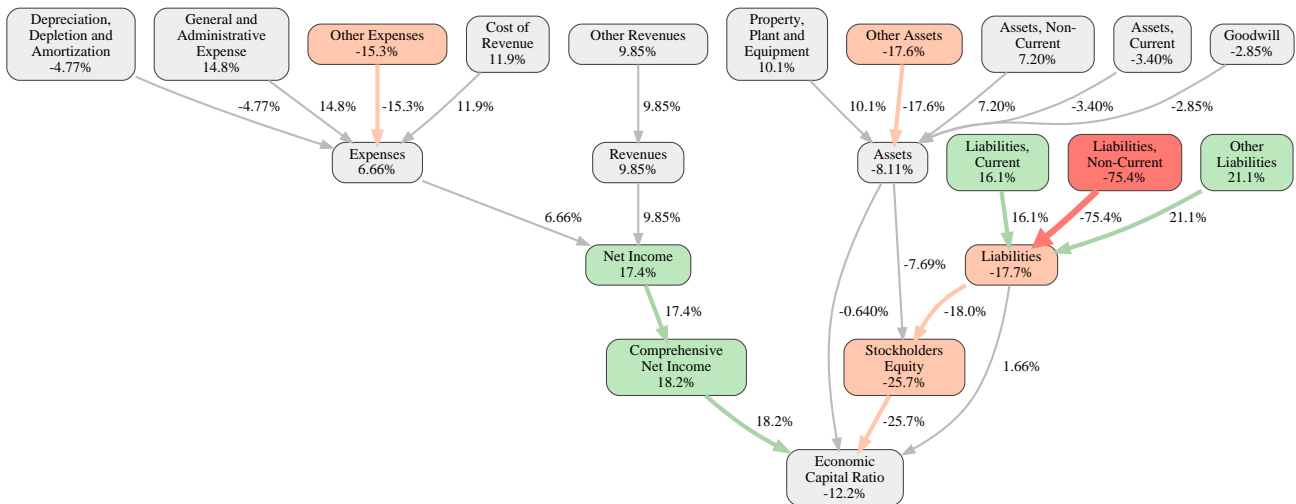 Depreciation,
Depletion and
Amortization
-4.77%
General and
Administrative
Expense
14.8%
Other Expenses
-15.3%
Cost of
Revenue
11.9%
Other Revenues
9.85%
Property,
Plant and
Equipment
10.1%
Other Assets
-17.6%
Assets, Non-
Current
7.20%
Assets,
Current
-3.40%
Goodwill
-2.85%
-4.77%
14.8%
-15.3%
11.9%
9.85%
10.1%
-17.6%
7.20%
-3.40%
-2.85%
Expenses
6.66%
Revenues
9.85%
Assets
-8.11%
Liabilities,
Current
16.1%
Liabilities,
Non-Current
-75.4%
Other
Liabilities
21.1%
6.66%
9.85%
16.1%
-75.4%
21.1%
Net Income
17.4%
-7.69%
Liabilities
-17.7%
17.4%
-0.640%
-18.0%
Comprehensive
Net Income
18.2%
Stockholders
Equity
-25.7%
1.66%
18.2%
-25.7%
Economic
Capital Ratio
-12.2%